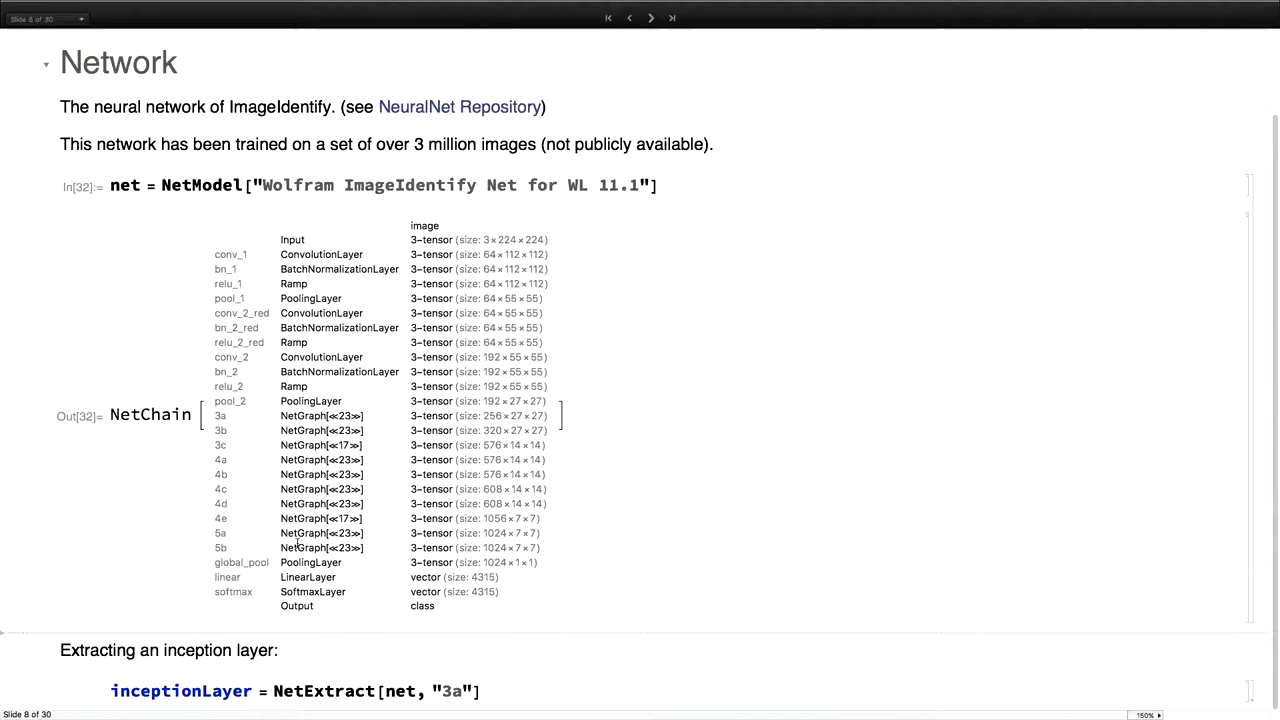 Slide 8 of 30
Network
The neural network of ImageIdentify. (see NeuralNet Repository)
This network has been trained on a set of over 3 million images (not publicly available).
In[32]:= net = NetModel["Wolfram ImageIdentify Net for WL 11.1"]
image
Input 3-tensor (size: 3×224×224)
conv_1 ConvolutionLayer 3-tensor (size: 64×112×112)
bn_1 BatchNormalizationLayer 3-tensor (size: 64×112×112)
relu_1 Ramp 3-tensor (size: 64×112×112)
pool_1 PoolingLayer 3-tensor (size: 64×55×55)
conv_2_red ConvolutionLayer 3-tensor (size: 64×55×55)
bn_2_red BatchNormalizationLayer 3-tensor (size: 64×55×55)
relu_2_red Ramp 3-tensor (size: 64×55×55)
conv_2 ConvolutionLayer 3-tensor (size: 192×55×55)
bn_2 BatchNormalizationLayer 3-tensor (size: 192×55×55)
relu_2 Ramp 3-tensor (size: 192×55×55)
pool_2 PoolingLayer 3-tensor (size: 192×27×27)
Out[32]= NetChain [ 3a NetGraph[≪23≫] 3-tensor (size: 256×27×27) ]
3b NetGraph[≪23≫] 3-tensor (size: 320×27×27)
3c NetGraph[≪17≫] 3-tensor (size: 576×14×14)
4a NetGraph[≪23≫] 3-tensor (size: 576×14×14)
4b NetGraph[≪23≫] 3-tensor (size: 576×14×14)
4c NetGraph[≪23≫] 3-tensor (size: 608×14×14)
4d NetGraph[≪23≫] 3-tensor (size: 608×14×14)
4e NetGraph[≪17≫] 3-tensor (size: 1056×7×7)
5a NetGraph[≪23≫] 3-tensor (size: 1024×7×7)
5b NetGraph[≪23≫] 3-tensor (size: 1024×7×7)
global_pool PoolingLayer 3-tensor (size: 1024×1×1)
linear LinearLayer vector (size: 4315)
softmax SoftmaxLayer vector (size: 4315)
Output class
Extracting an inception layer:
inceptionLayer = NetExtract[net, "3a"]
Slide 8 of 30
150%